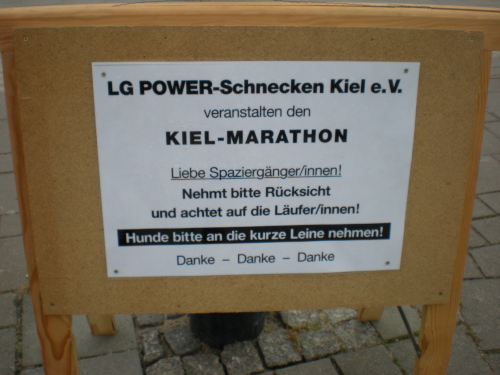 LG POWER-Schnecken Kiel e.V.
veranstalten den
KIEL-MARATHON
Liebe Spaziergänger/innen!
Nehmt bitte Rücksicht
und achtet auf die Läufer/innen!
Hunde bitte an die kurze Leine nehmen!
Danke – Danke – Danke